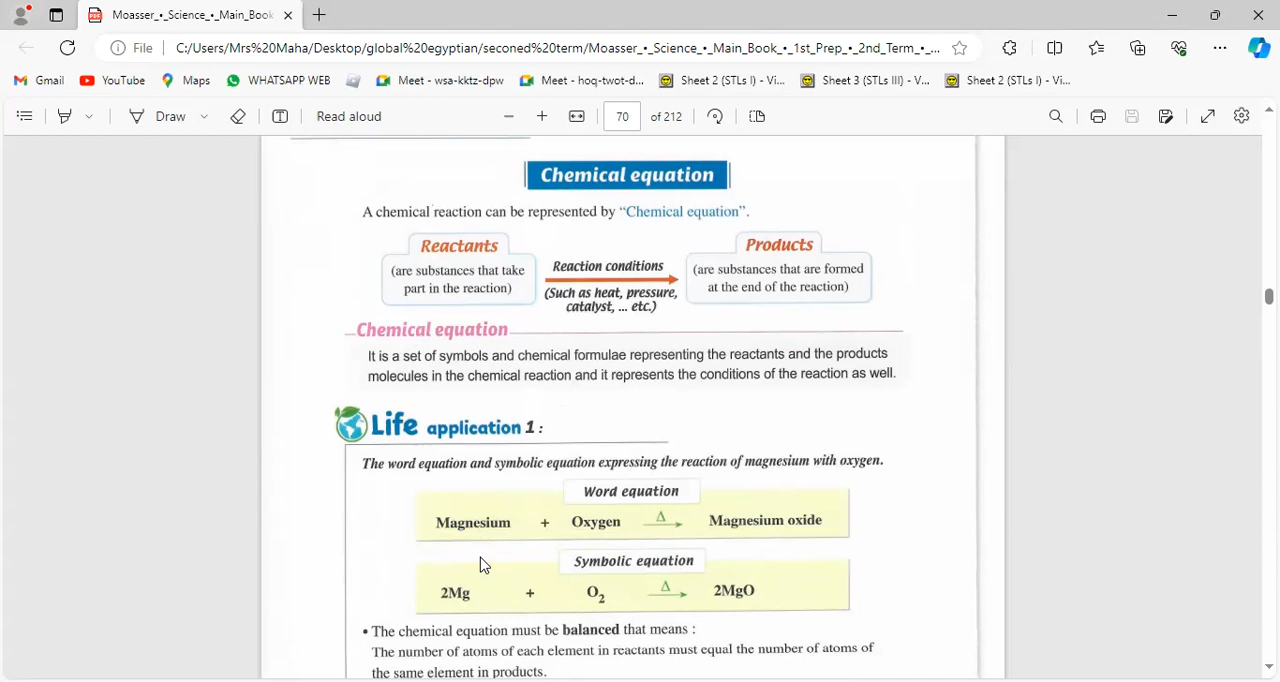 Moasser_•_Science_•_Main_Book_
File
C:/Users/Mrs%20Maha/Desktop/global%20egyptian/seconed%20term/Moasser_•_Science_•_Main_Book_•_1st_Prep_•_2nd_Term_•_...
Gmail YouTube Maps WHATSAPP WEB Meet - wsa-kktz-dpw Meet - hoq-twot-d... Sheet 2 (STLs I) - Vi... Sheet 3 (STLs III) - V... Sheet 2 (STLs I) - Vi...
Draw Read aloud 70 of 212
Chemical equation
A chemical reaction can be represented by “Chemical equation”.
Reactants
(are substances that take
part in the reaction)
Reaction conditions
(Such as heat, pressure,
catalyst, ... etc.)
Products
(are substances that are formed
at the end of the reaction)
Chemical equation
It is a set of symbols and chemical formulae representing the reactants and the products
molecules in the chemical reaction and it represents the conditions of the reaction as well.
Life application 1 :
The word equation and symbolic equation expressing the reaction of magnesium with oxygen.
Word equation
Magnesium + Oxygen Δ→ Magnesium oxide
Symbolic equation
2Mg + O₂ Δ→ 2MgO
• The chemical equation must be balanced that means :
The number of atoms of each element in reactants must equal the number of atoms of
the same element in products.